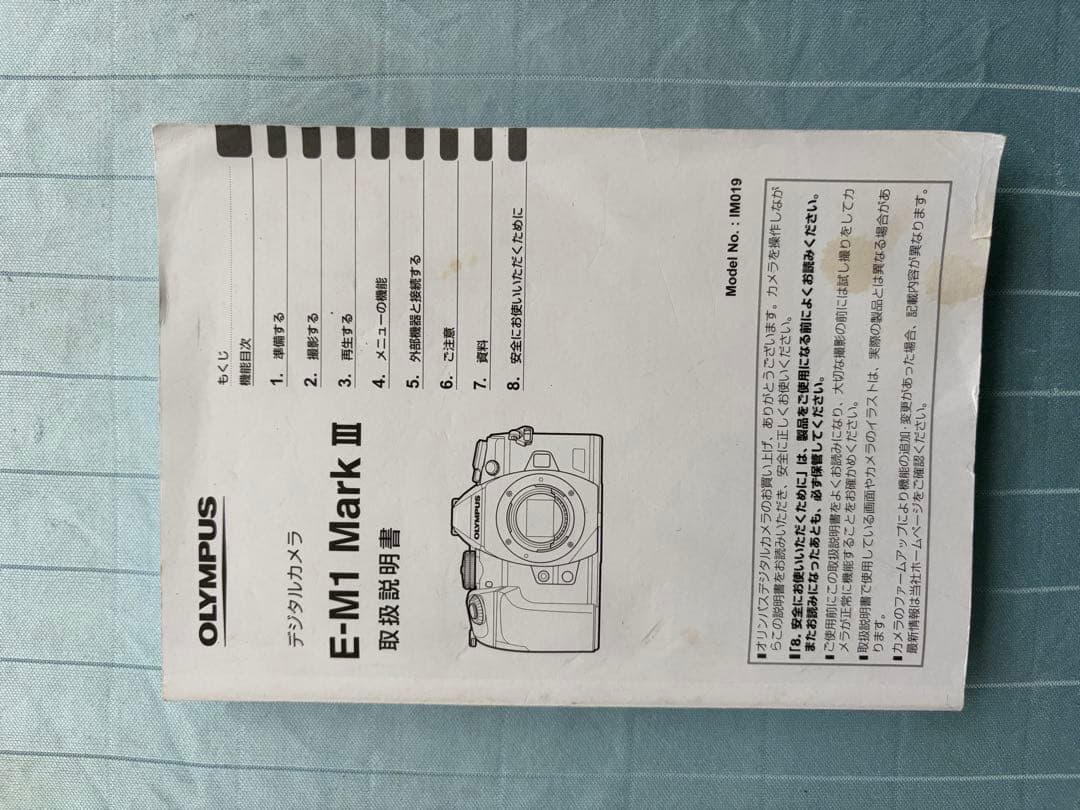 OLYMPUS
デジタルカメラ
E-M1 Mark Ⅲ
取扱説明書
もくじ
機能目次
1. 準備する
2. 撮影する
3. 再生する
4. メニューの機能
5. 外部機器と接続する
6. ご注意
7. 資料
8. 安全にお使いいただくために
OLYMPUS
Model No. : IM019
■オリンパスデジタルカメラのお買い上げ、ありがとうございます。カメラを操作しなが
らこの説明書をお読みいただき、安全に正しくお使いください。
■「8. 安全にお使いいただくために」は、製品をご使用になる前によくお読みください。
またお読みになったあとも、必ず保管してください。
■ご使用前にこの取扱説明書をよくお読みになり、大切な撮影の前には試し撮りをしてカ
メラが正常に機能することをお確かめください。
■取扱説明書で使用している画面やカメラのイラストは、実際の製品とは異なる場合があ
ります。
■カメラのファームアップにより機能の追加・変更があった場合、記載内容が異なります。
最新情報は当社ホームページをご確認ください。